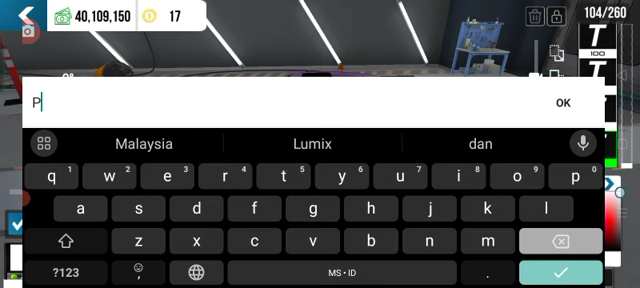 40,109,150 17 104/260
T
100
T
P OK
Malaysia Lumix dan
q 1 w 2 e 3 r 4 t 5 y 6 u 7 i 8 o 9 p 0
a s d f g h j k l
z x c v b n m
?123 , MS • ID .